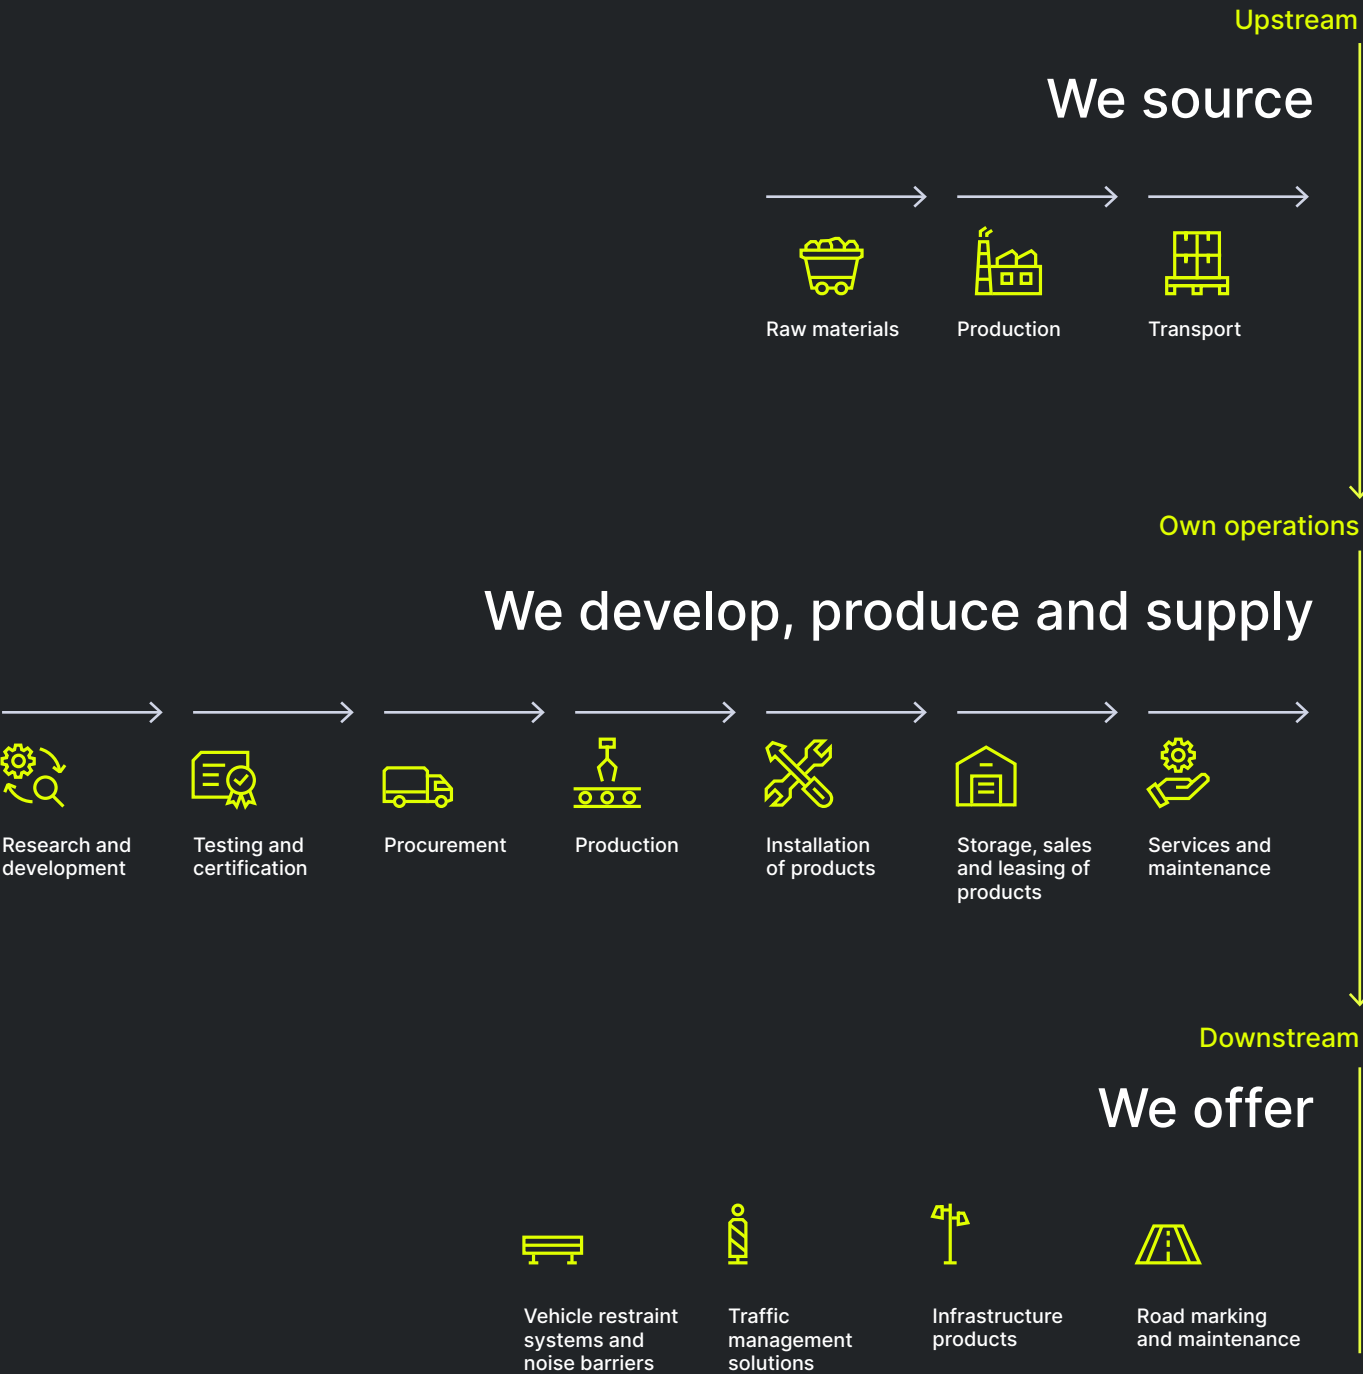 Upstream
We source
Raw materials
Production
Transport
Own operations
We develop, produce and supply
Research and
development
Testing and
certification
Procurement
Production
Installation
of products
Storage, sales
and leasing of
products
Services and
maintenance
Downstream
We offer
Vehicle restraint
systems and
noise barriers
Traffic
management
solutions
Infrastructure
products
Road marking
and maintenance